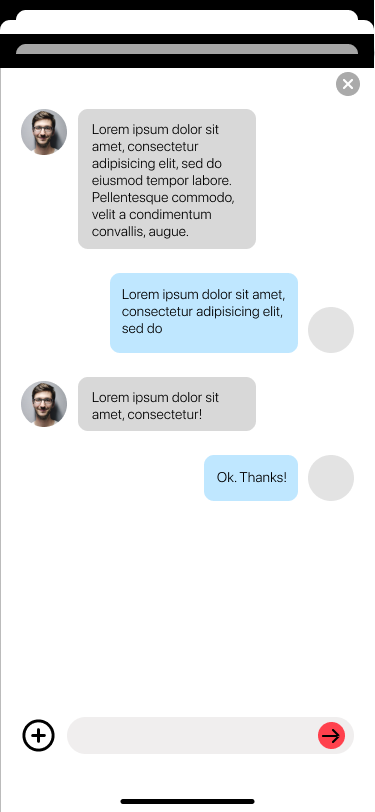 Lorem ipsum dolor sit
amet, consectetur
adipisicing elit, sed do
eiusmod tempor labore.
Pellentesque commodo,
velit a condimentum
convallis, augue.
Lorem ipsum dolor sit amet,
consectetur adipisicing elit,
sed do
Lorem ipsum dolor sit
amet, consectetur!
Ok. Thanks!